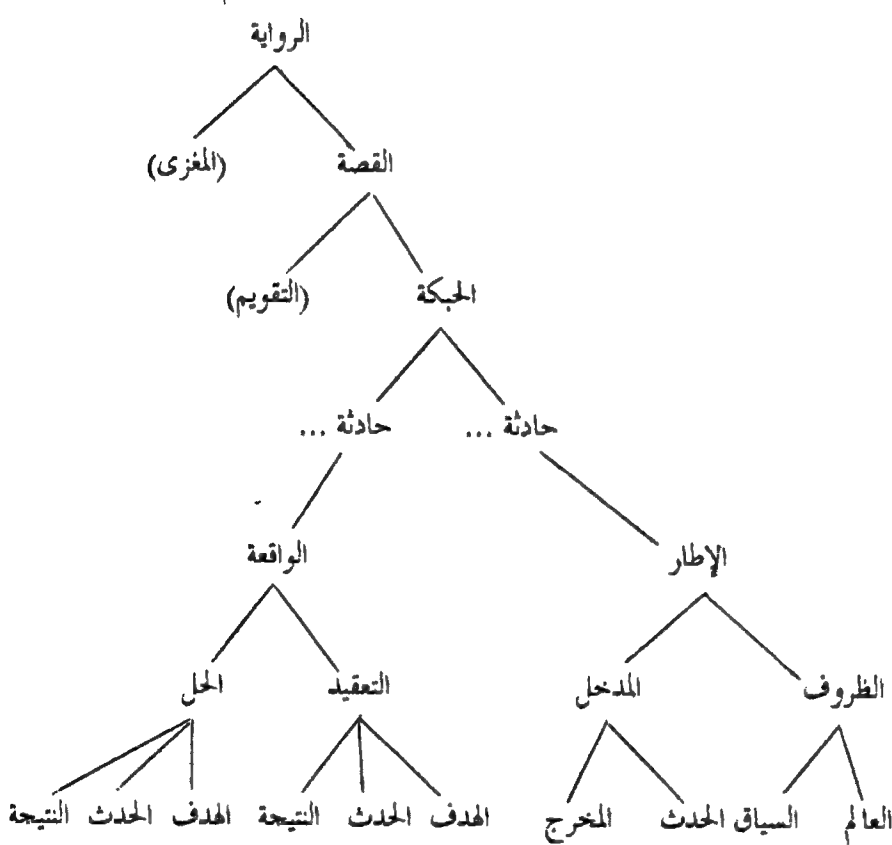 الرواية
القصة (المغزى)
الحبكة (التقويم)
حادثة ... حادثة ...
الإطار الواقعة
الظروف المدخل التعقيد الحل
العالم السياق الحدث المخرج الهدف الحدث النتيجة الهدف الحدث النتيجة